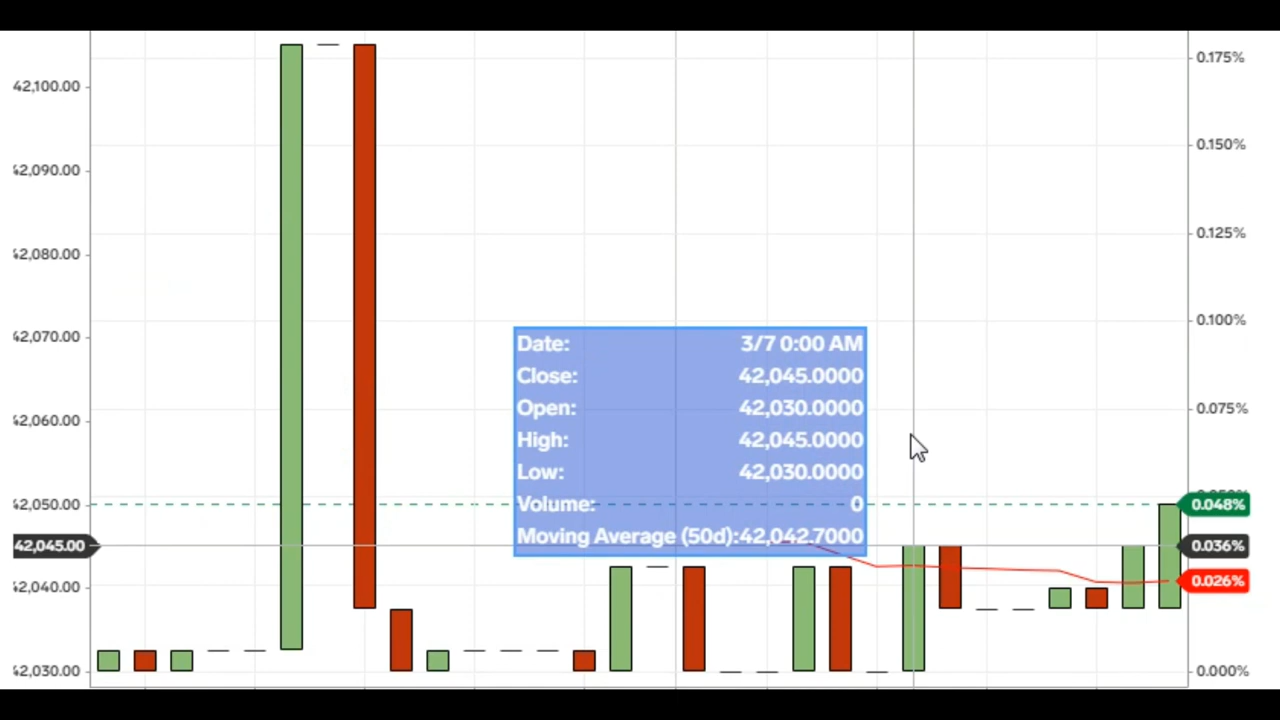 0.175%
42,100.00
0.150%
42,090.00
0.125%
42,080.00
42,070.00
0.100%
Date: 3/7 0:00 AM
Close: 42,045.0000
Open: 42,030.0000
High: 42,045.0000
Low: 42,030.0000
Volume: 0
Moving Average (50d):42,042.7000
42,060.00
0.075%
42,050.00
0.048%
42,045.00
0.036%
0.026%
42,040.00
42,030.00
0.000%